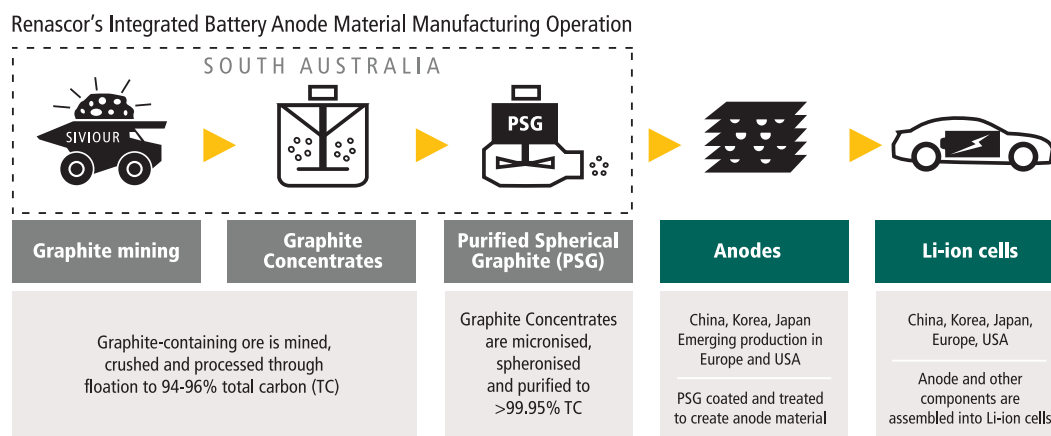 Renascor's Integrated Battery Anode Material Manufacturing Operation
SOUTH AUSTRALIA
SIVIOUR
PSG
Graphite mining
Graphite
Concentrates
Purified Spherical
Graphite (PSG)
Anodes
Li-ion cells
Graphite-containing ore is mined,
crushed and processed through
floation to 94-96% total carbon (TC)
Graphite Concentrates
are micronised,
spheronised
and purified to
>99.95% TC
China, Korea, Japan
Emerging production in
Europe and USA
PSG coated and treated
to create anode material
China, Korea, Japan,
Europe, USA
Anode and other
components are
assembled into Li-ion cells